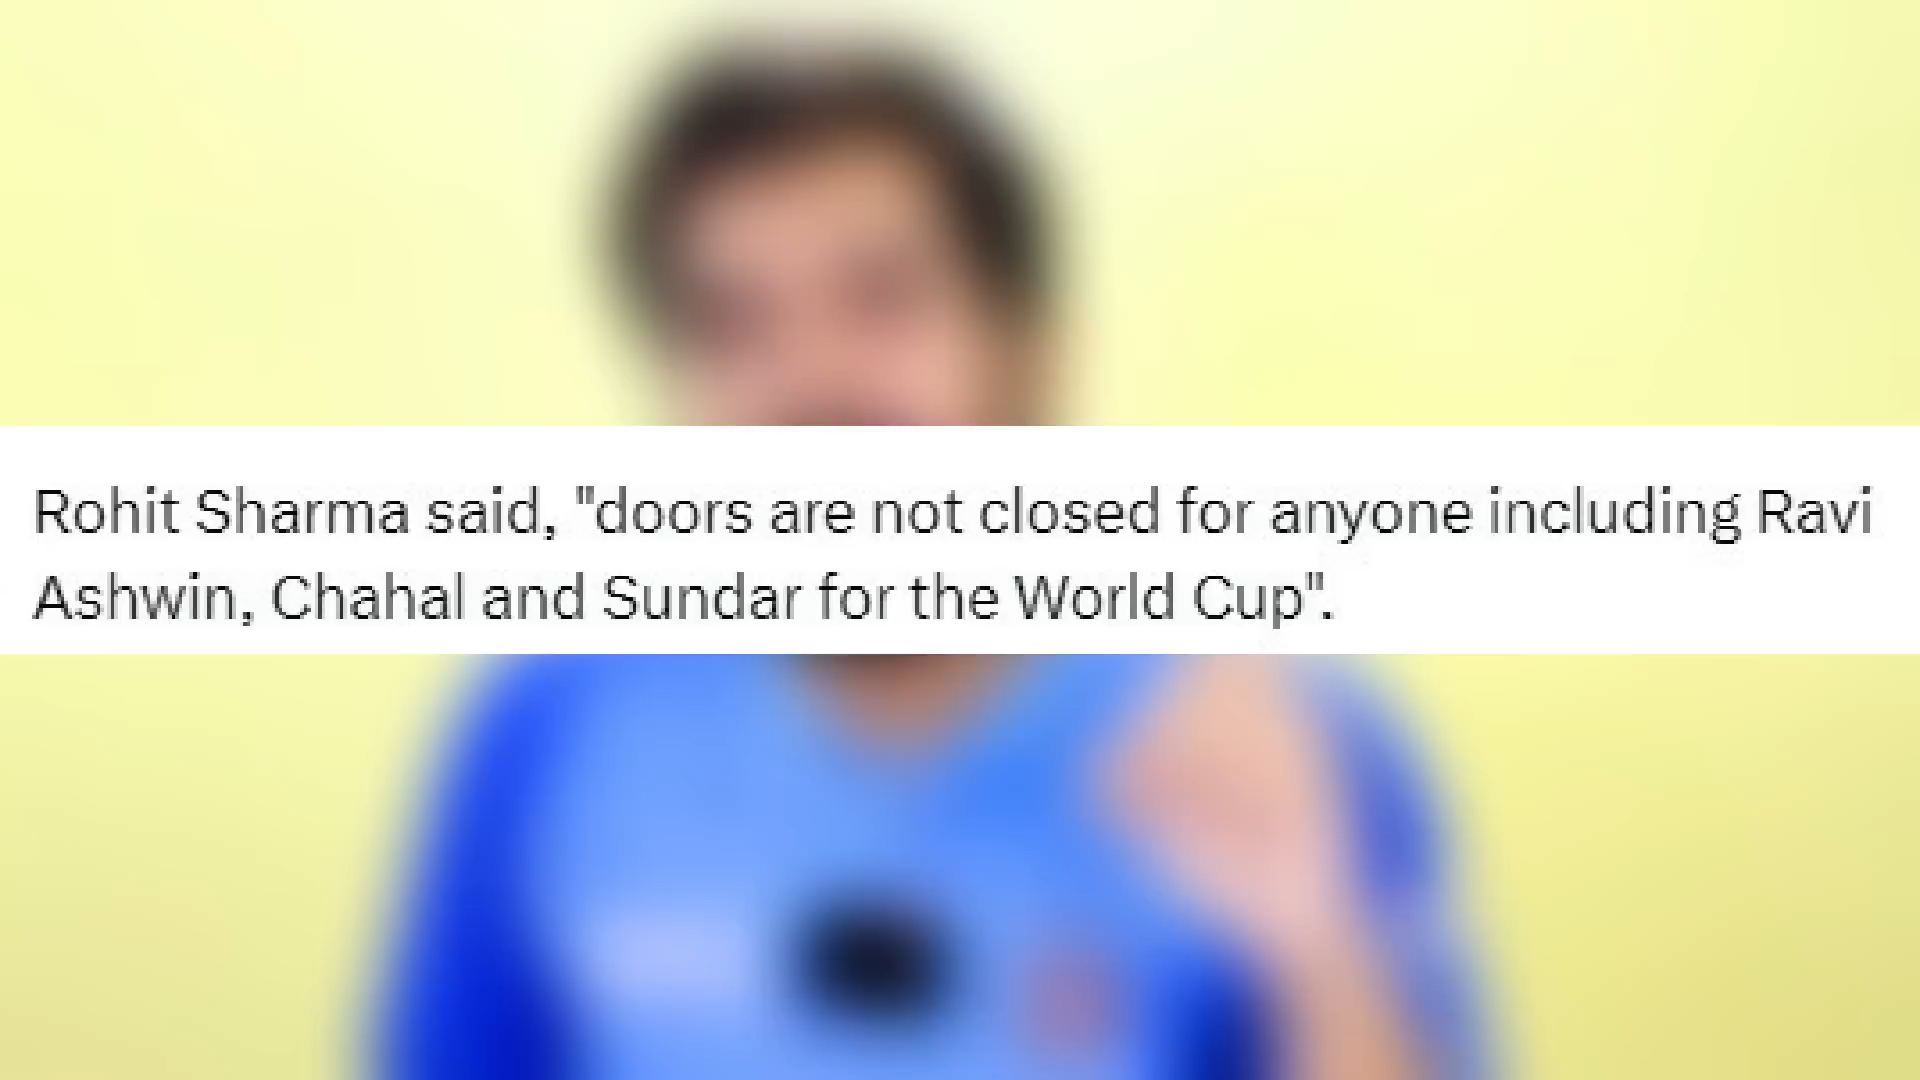 Rohit Sharma said, "doors are not closed for anyone including Ravi
Ashwin, Chahal and Sundar for the World Cup".